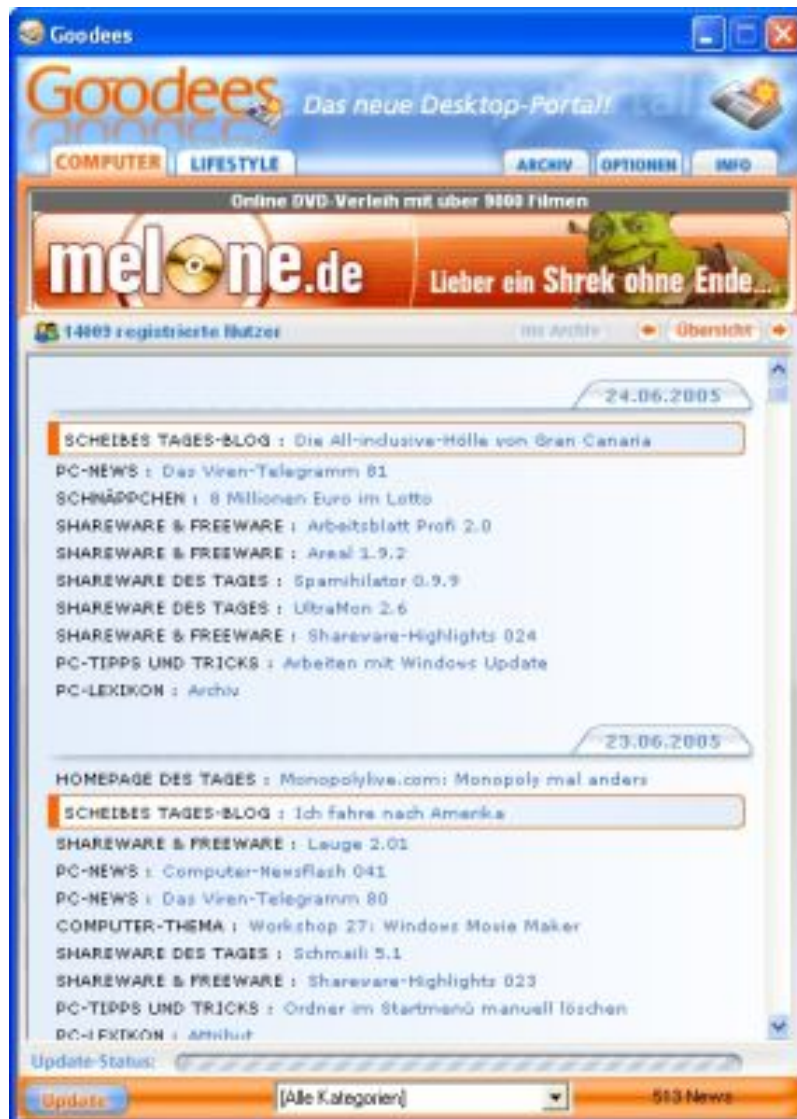 Goodees
Goodees Das neue Desktop-Portal!
COMPUTER LIFESTYLE ARCHIV OPTIONEN INFO
Online DVD-Verleih mit über 9000 Filmen
melone.de Lieber ein Shrek ohne Ende...
14009 registrierte Nutzer ins Archiv Übersicht
24.06.2005
SCHEIBES TAGES-BLOG : Die All-inclusive-Hölle von Gran Canaria
PC-NEWS : Das Viren-Telegramm 81
SCHNÄPPCHEN : 8 Millionen Euro im Lotto
SHAREWARE & FREEWARE : Arbeitsblatt Profi 2.0
SHAREWARE & FREEWARE : Areal 1.9.2
SHAREWARE DES TAGES : Spamihilator 0.9.9
SHAREWARE DES TAGES : UltraMon 2.6
SHAREWARE & FREEWARE : Shareware-Highlights 024
PC-TIPPS UND TRICKS : Arbeiten mit Windows Update
PC-LEXIKON : Archiv
23.06.2005
HOMEPAGE DES TAGES : Monopolylive.com: Monopoly mal anders
SCHEIBES TAGES-BLOG : Ich fahre nach Amerika
SHAREWARE & FREEWARE : Lauge 2.01
PC-NEWS : Computer-Newsflash 041
PC-NEWS : Das Viren-Telegramm 80
COMPUTER-THEMA : Workshop 27: Windows Movie Maker
SHAREWARE DES TAGES : Schmaili 5.1
SHAREWARE & FREEWARE : Shareware-Highlights 023
PC-TIPPS UND TRICKS : Ordner im Startmenü manuell löschen
PC-LEXIKON : Attribut
Update-Status:
Update [Alle Kategorien] 513 News